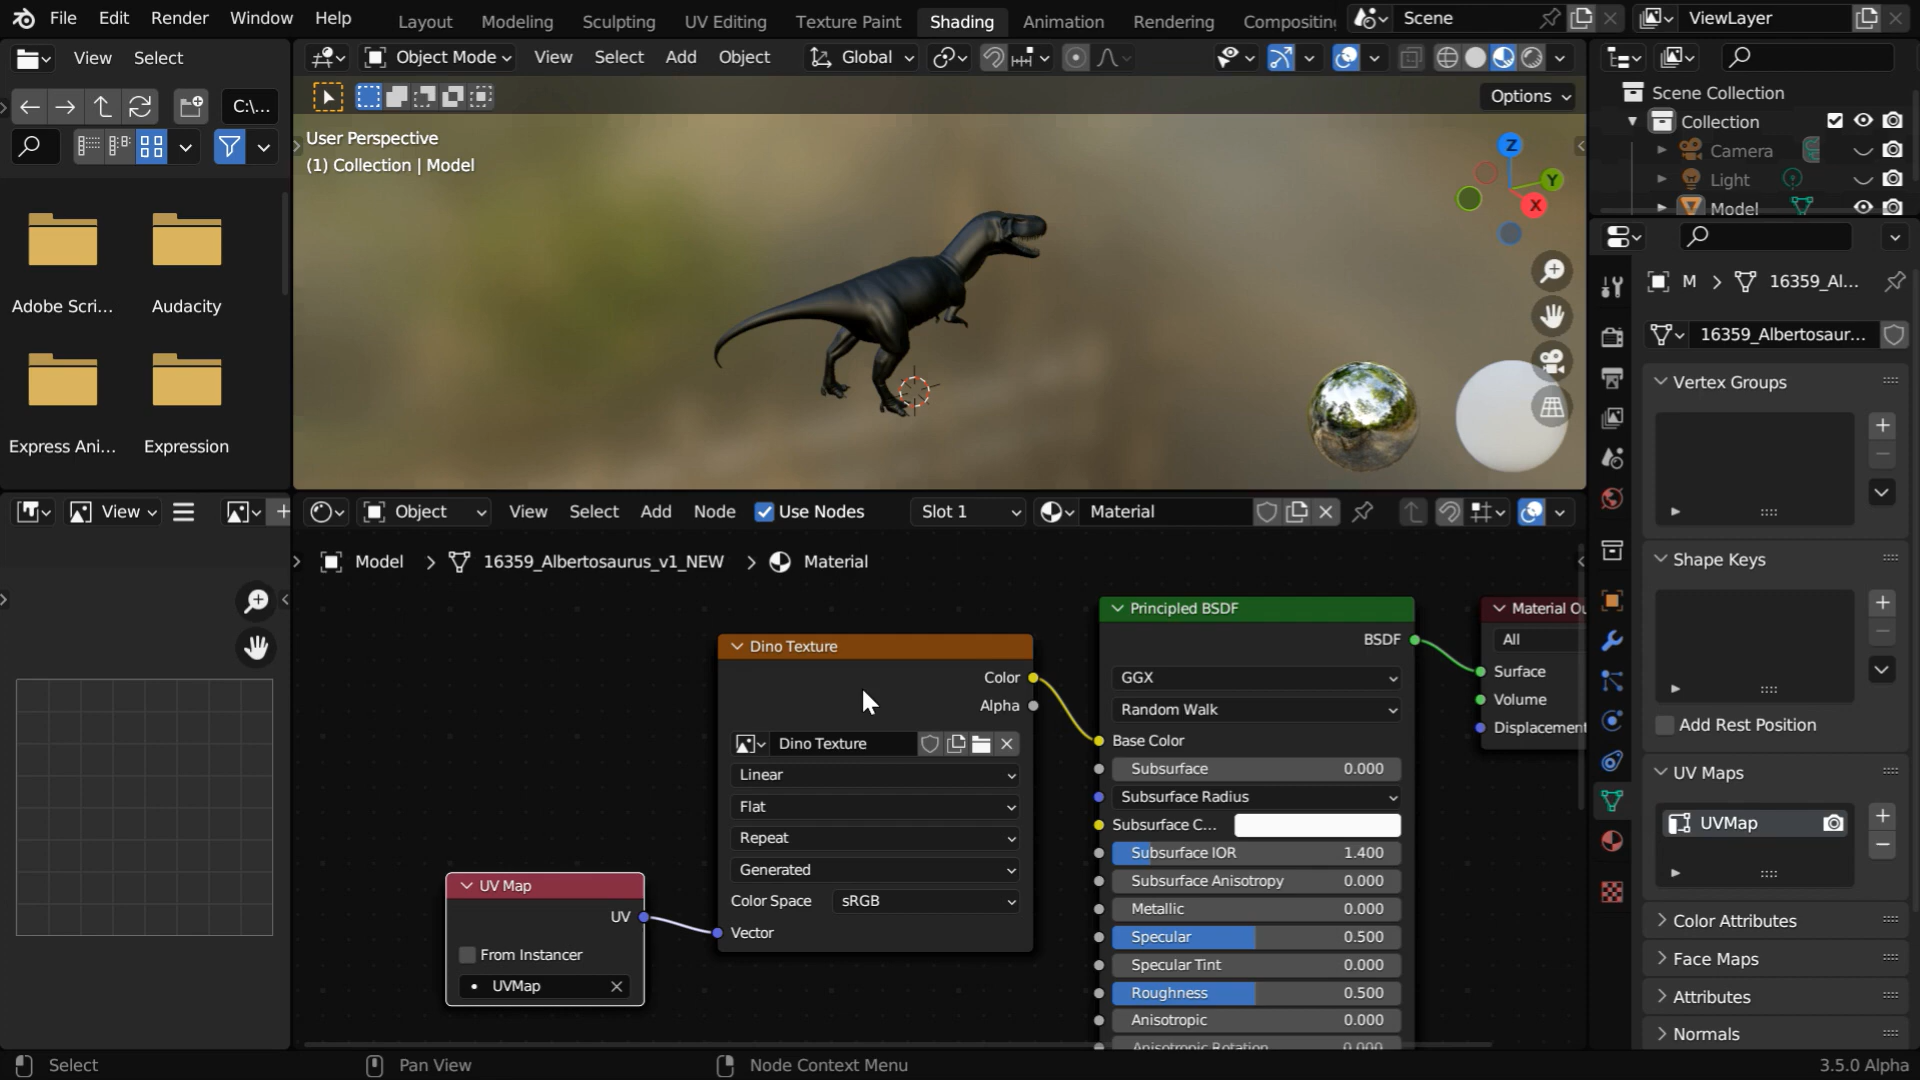 File Edit Render Window Help
Layout Modeling Sculpting UV Editing Texture Paint Shading Animation Rendering Compositing
Scene
ViewLayer
View Select
Object Mode View Select Add Object
Global
C:\...
Options
User Perspective
(1) Collection | Model
Z
Y
X
Adobe Scri...
Audacity
Express Ani...
Expression
Scene Collection
Collection
Camera
Light
Model
M
16359_Al...
16359_Albertosaur...
Vertex Groups
Shape Keys
Add Rest Position
UV Maps
UVMap
Color Attributes
Face Maps
Attributes
Normals
View
Object View Select Add Node Use Nodes Slot 1 Material
Model 16359_Albertosaurus_v1_NEW Material
Dino Texture
Color
Alpha
Dino Texture
Linear
Flat
Repeat
Generated
Color Space sRGB
Vector
UV Map
UV
From Instancer
UVMap
Principled BSDF
BSDF
GGX
Random Walk
Base Color
Subsurface 0.000
Subsurface Radius
Subsurface C...
Subsurface IOR 1.400
Subsurface Anisotropy 0.000
Metallic 0.000
Specular 0.500
Specular Tint 0.000
Roughness 0.500
Anisotropic 0.000
Anisotropic Rotation 0.000
Material Ou
All
Surface
Volume
Displacement
Select Pan View Node Context Menu 3.5.0 Alpha